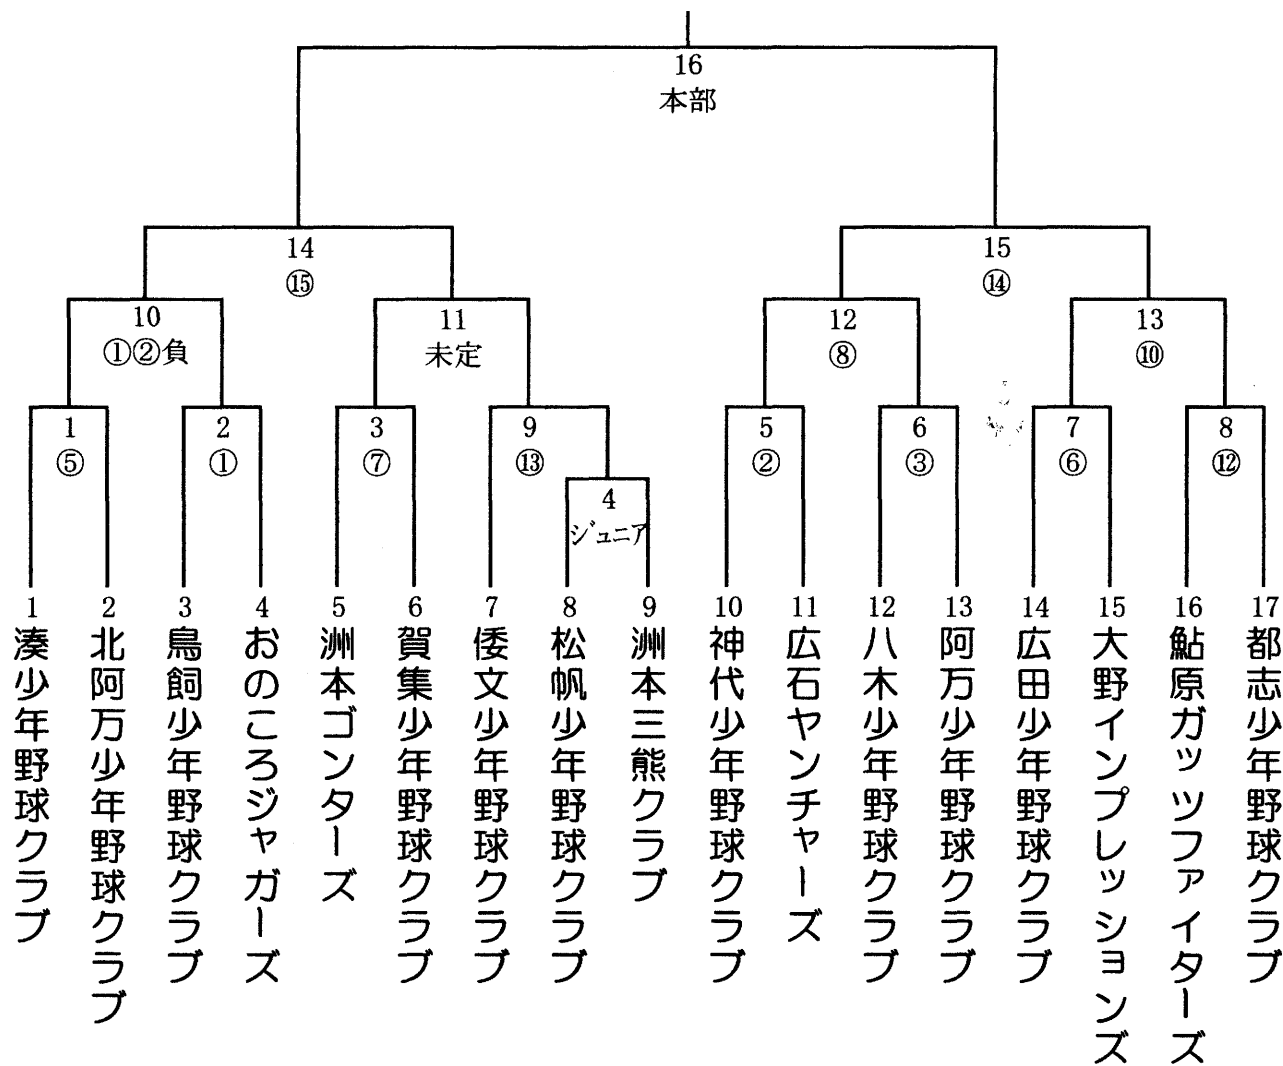 16
本部
14
⑮
15
⑭
10
①②負
11
未定
12
⑧
13
⑩
1
⑤
2
①
3
⑦
9
⑬
5
②
6
③
7
⑥
8
⑫
4
ジュニア
1
湊少年野球クラブ
2
北阿万少年野球クラブ
3
鳥飼少年野球クラブ
4
おのころジャガーズ
5
洲本ゴンターズ
6
賀集少年野球クラブ
7
倭文少年野球クラブ
8
松帆少年野球クラブ
9
洲本三熊クラブ
10
神代少年野球クラブ
11
広石ヤンチャーズ
12
八木少年野球クラブ
13
阿万少年野球クラブ
14
広田少年野球クラブ
15
大野インプレッションズ
16
鮎原ガッツファイターズ
17
都志少年野球クラブ